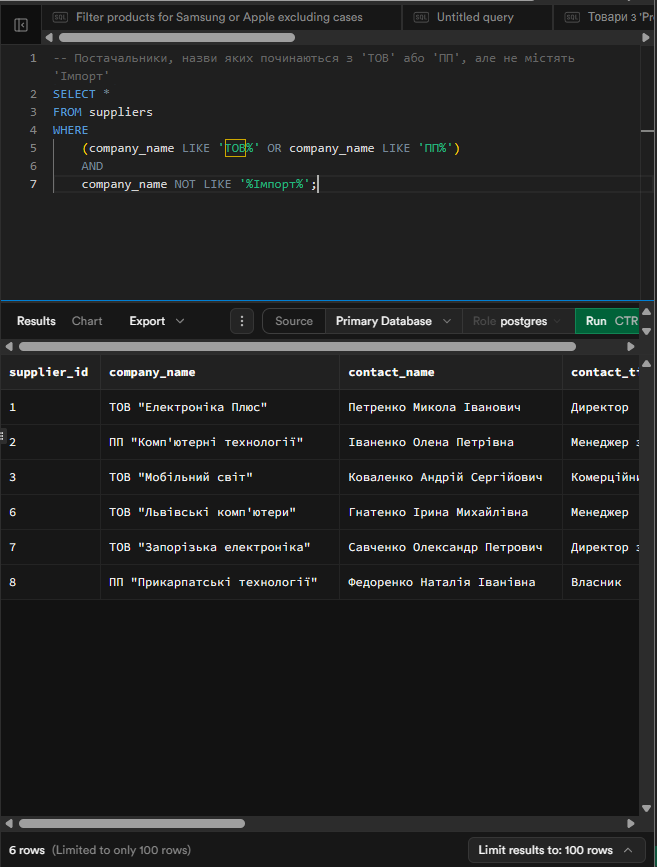 SQL Filter products for Samsung or Apple excluding cases SQL Untitled query SQL Товари з 'Pr
1 -- Постачальники, назви яких починаються з 'ТОВ' або 'ПП', але не містять
'Імпорт'
2 SELECT *
3 FROM suppliers
4 WHERE
5 (company_name LIKE 'ТОВ%' OR company_name LIKE 'ПП%')
6 AND
7 company_name NOT LIKE '%Імпорт%';
Results Chart Export Source Primary Database Role postgres Run CTR
supplier_id company_name contact_name contact_ti
1 ТОВ "Електроніка Плюс" Петренко Микола Іванович Директор
2 ПП "Комп'ютерні технології" Іваненко Олена Петрівна Менеджер з
3 ТОВ "Мобільний світ" Коваленко Андрій Сергійович Комерційни
6 ТОВ "Львівські комп'ютери" Гнатенко Ірина Михайлівна Менеджер
7 ТОВ "Запорізька електроніка" Савченко Олександр Петрович Директор з
8 ПП "Прикарпатські технології" Федоренко Наталія Іванівна Власник
6 rows (Limited to only 100 rows) Limit results to: 100 rows